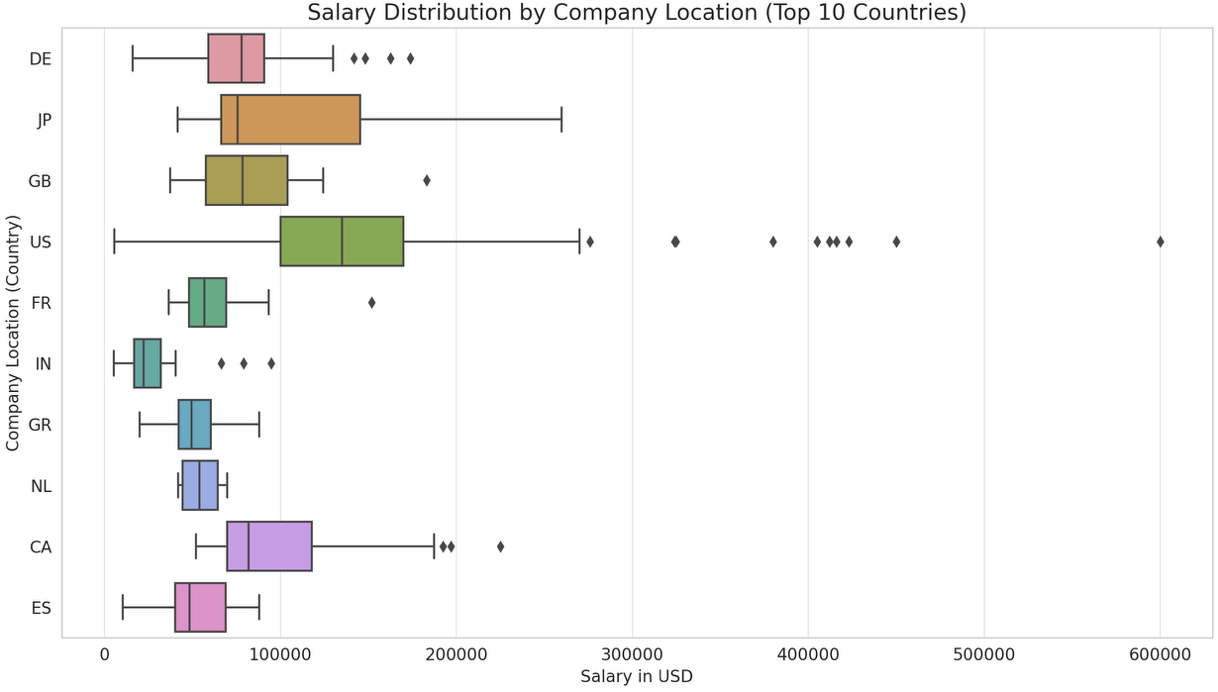 Salary Distribution by Company Location (Top 10 Countries)
Company Location (Country)
DE
JP
GB
US
FR
IN
GR
NL
CA
ES
0 100000 200000 300000 400000 500000 600000
Salary in USD